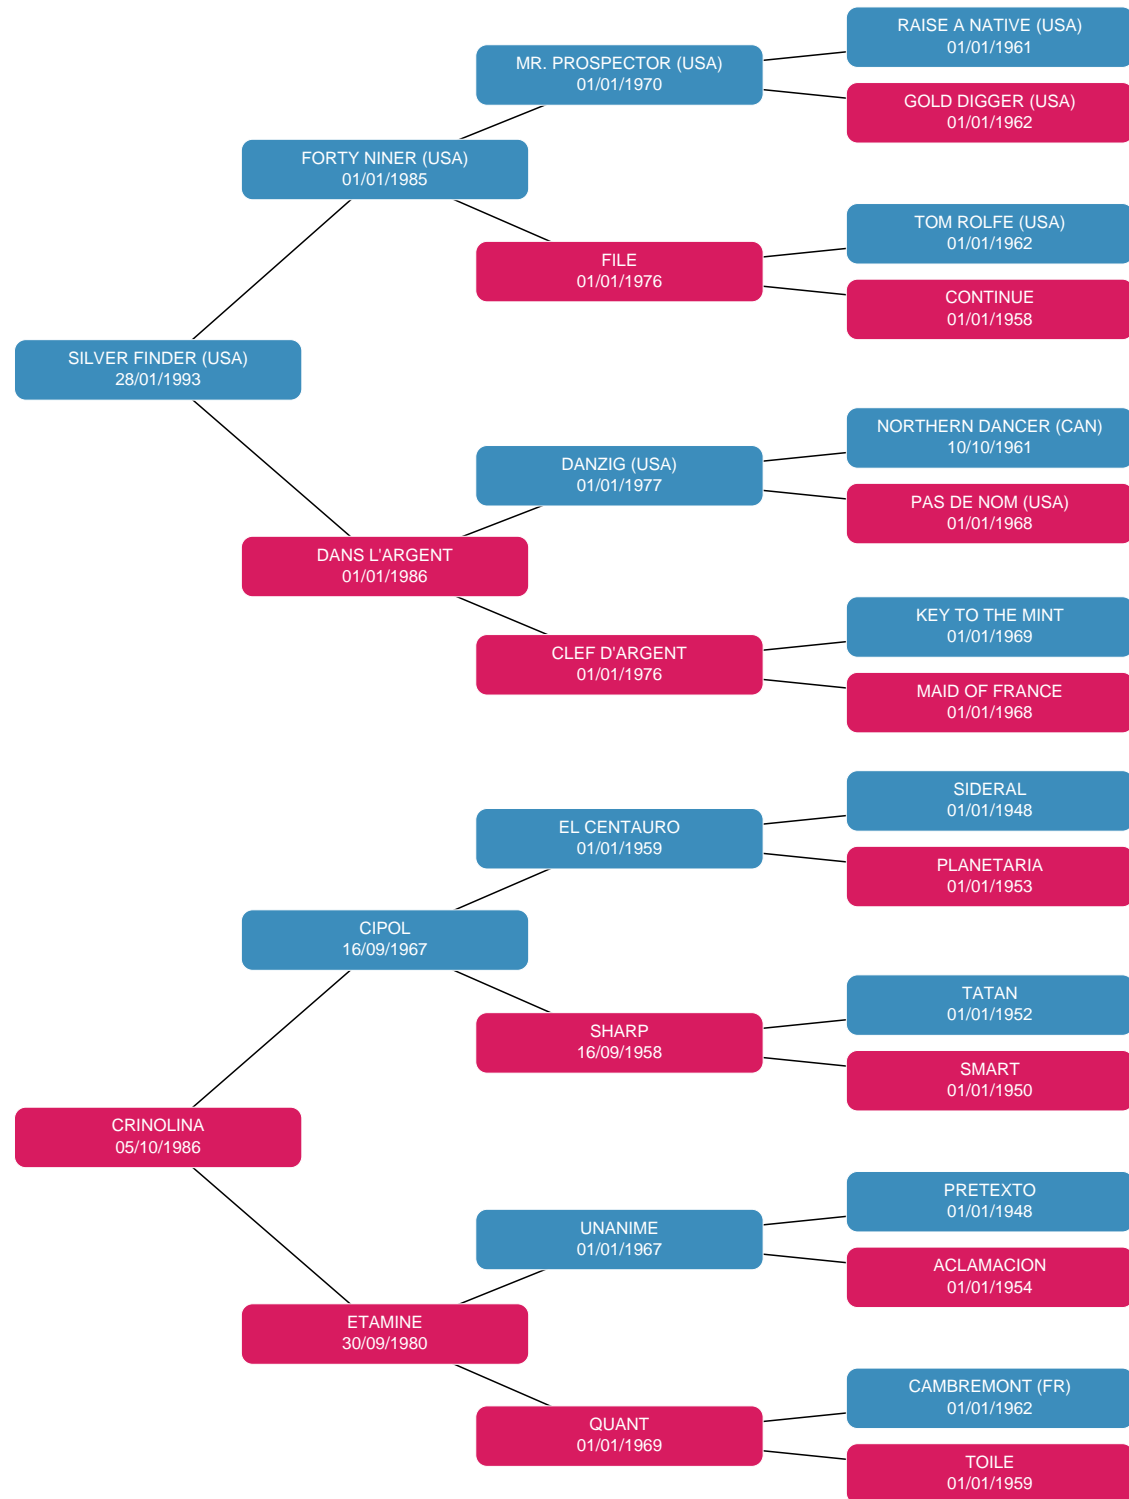 RAISE A NATIVE (USA)
01/01/1961
MR. PROSPECTOR (USA)
01/01/1970
GOLD DIGGER (USA)
01/01/1962
FORTY NINER (USA)
01/01/1985
TOM ROLFE (USA)
01/01/1962
FILE
01/01/1976
CONTINUE
01/01/1958
SILVER FINDER (USA)
28/01/1993
NORTHERN DANCER (CAN)
10/10/1961
DANZIG (USA)
01/01/1977
PAS DE NOM (USA)
01/01/1968
DANS L'ARGENT
01/01/1986
KEY TO THE MINT
01/01/1969
CLEF D'ARGENT
01/01/1976
MAID OF FRANCE
01/01/1968
SIDERAL
01/01/1948
EL CENTAURO
01/01/1959
PLANETARIA
01/01/1953
CIPOL
16/09/1967
TATAN
01/01/1952
SHARP
16/09/1958
SMART
01/01/1950
CRINOLINA
05/10/1986
PRETEXTO
01/01/1948
UNANIME
01/01/1967
ACLAMACION
01/01/1954
ETAMINE
30/09/1980
CAMBREMONT (FR)
01/01/1962
QUANT
01/01/1969
TOILE
01/01/1959